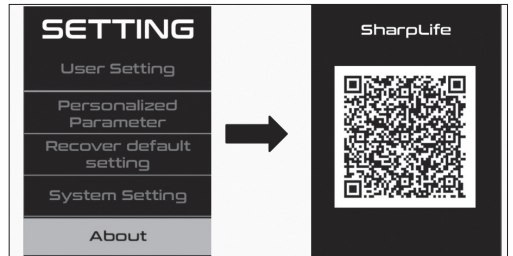 SETTING
User Setting
Personalized
Parameter
Recover default
setting
System Setting
About
SharpLife